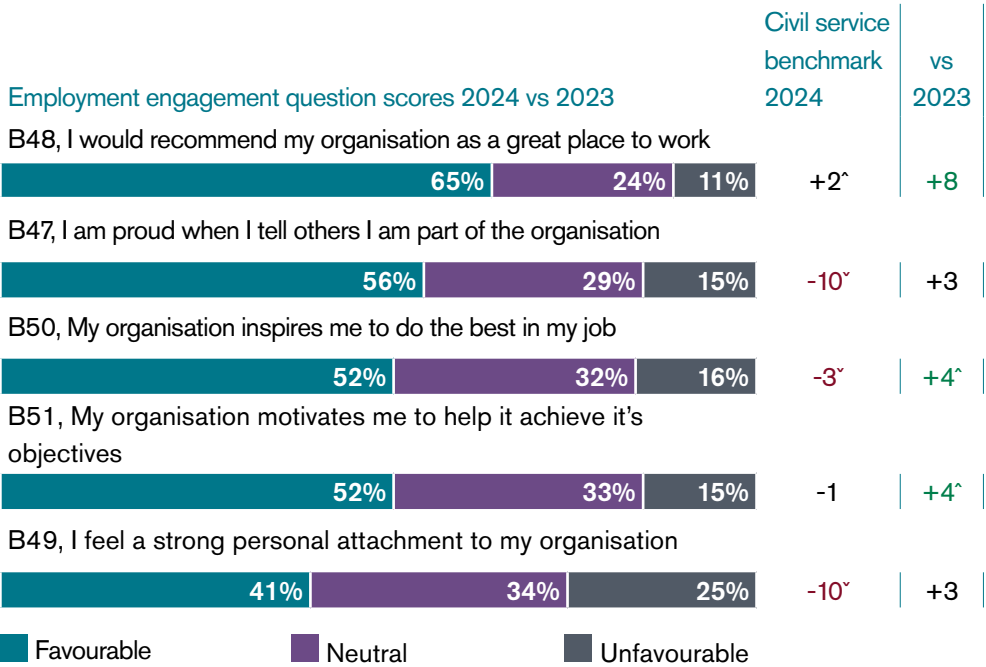 Civil service
benchmark vs
Employment engagement question scores 2024 vs 2023 2024 2023
B48, I would recommend my organisation as a great place to work
65% 24% 11% +2^ +8
B47, I am proud when I tell others I am part of the organisation
56% 29% 15% -10ˇ +3
B50, My organisation inspires me to do the best in my job
52% 32% 16% -3ˇ +4^
B51, My organisation motivates me to help it achieve it’s
objectives
52% 33% 15% -1 +4^
B49, I feel a strong personal attachment to my organisation
41% 34% 25% -10ˇ +3
Favourable Neutral Unfavourable